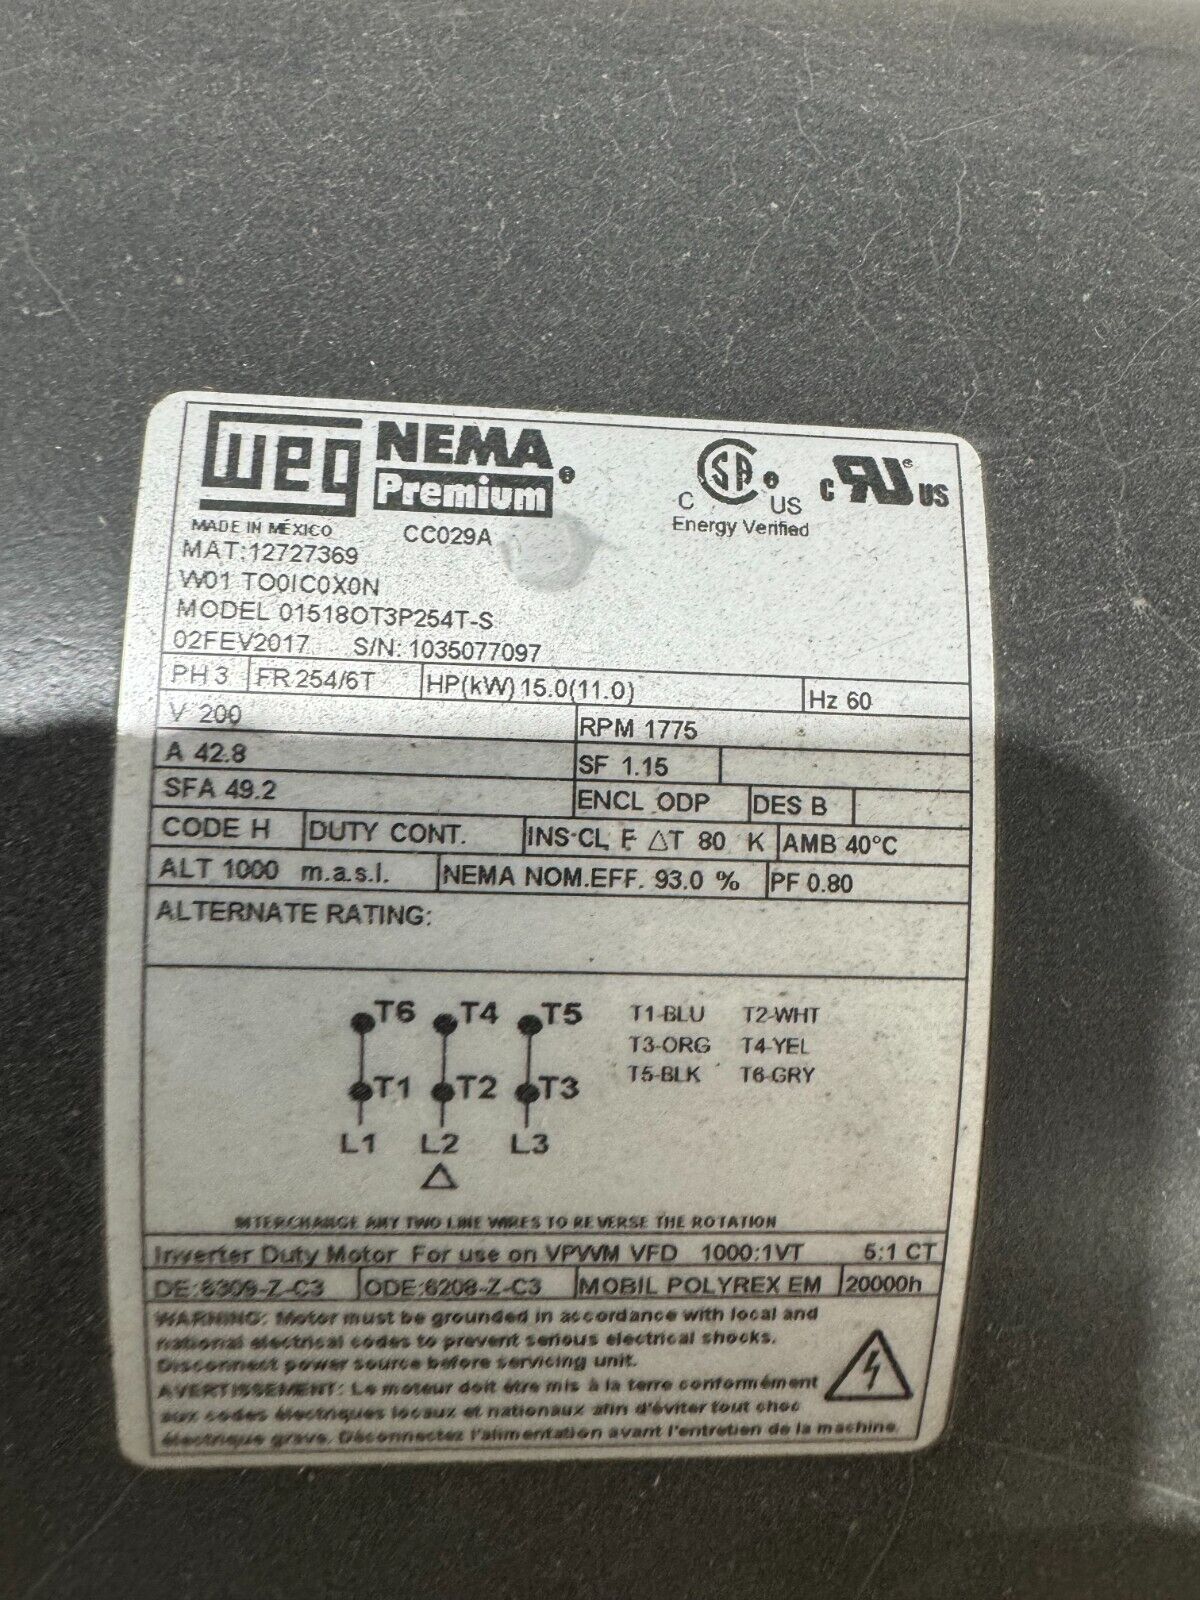 WEG NEMA Premium®
C SA® US
Energy Verified
C RU® US
MADE IN MÉXICO CC029A
MAT:12727369
W01 TO0IC0X0N
MODEL 01518OT3P254T-S
02FEV2017 S/N: 1035077097
PH 3 FR 254/6T HP(kW) 15.0(11.0) Hz 60
V 200 RPM 1775
A 42.8 SF 1.15
SFA 49.2 ENCL ODP DES B
CODE H DUTY CONT. INS CL F △T 80 K AMB 40°C
ALT 1000 m.a.s.l. NEMA NOM.EFF. 93.0 % PF 0.80
ALTERNATE RATING:
T6 T4 T5
T1 T2 T3
L1 L2 L3
△
T1-BLU T2-WHT
T3-ORG T4-YEL
T5-BLK T6-GRY
INTERCHANGE ANY TWO LINE WIRES TO REVERSE THE ROTATION
Inverter Duty Motor For use on VPWM VFD 1000:1VT 5:1 CT
DE:6309-Z-C3 ODE:6208-Z-C3 MOBIL POLYREX EM 20000h
WARNING: Motor must be grounded in accordance with local and
national electrical codes to prevent serious electrical shocks.
Disconnect power source before servicing unit.
AVERTISSEMENT: Le moteur doit être mis à la terre conformément
aux codes électriques locaux et nationaux afin d'éviter tout choc
électrique grave. Déconnectez l'alimentation avant l'entretien de la machine.